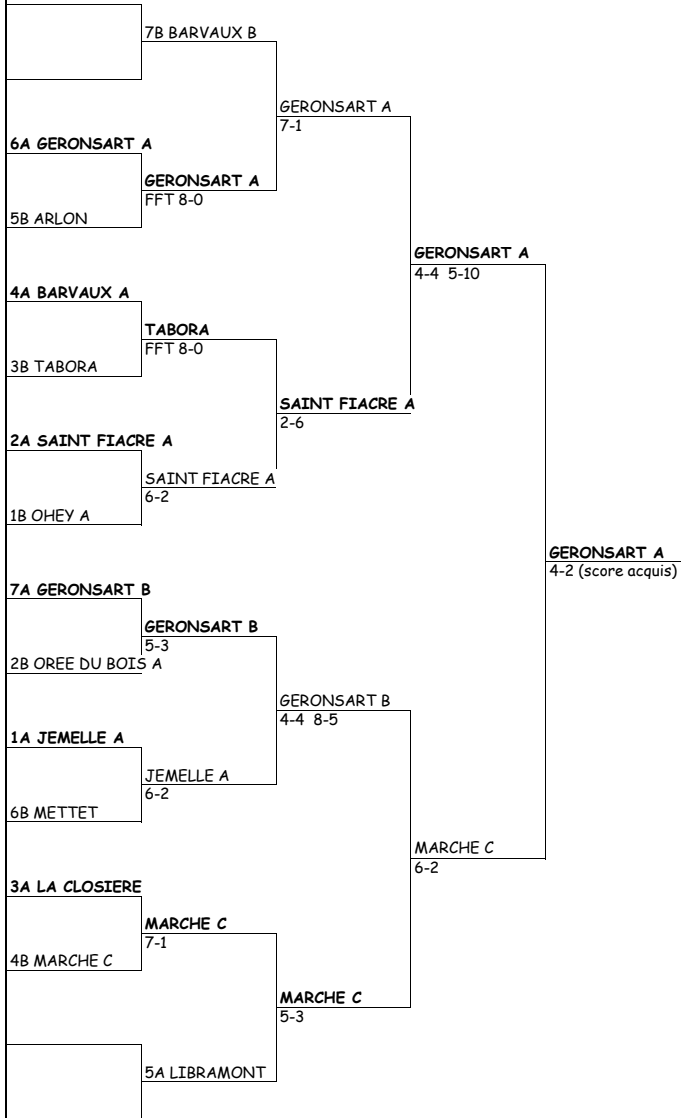 7B BARVAUX B
GERONSART A
7-1
6A GERONSART A
GERONSART A
FFT 8-0
5B ARLON
GERONSART A
4-4 5-10
4A BARVAUX A
TABORA
FFT 8-0
3B TABORA
SAINT FIACRE A
2-6
2A SAINT FIACRE A
SAINT FIACRE A
6-2
1B OHEY A
GERONSART A
4-2 (score acquis)
7A GERONSART B
GERONSART B
5-3
2B OREE DU BOIS A
GERONSART B
4-4 8-5
1A JEMELLE A
JEMELLE A
6-2
6B METTET
MARCHE C
6-2
3A LA CLOSIERE
MARCHE C
7-1
4B MARCHE C
MARCHE C
5-3
5A LIBRAMONT